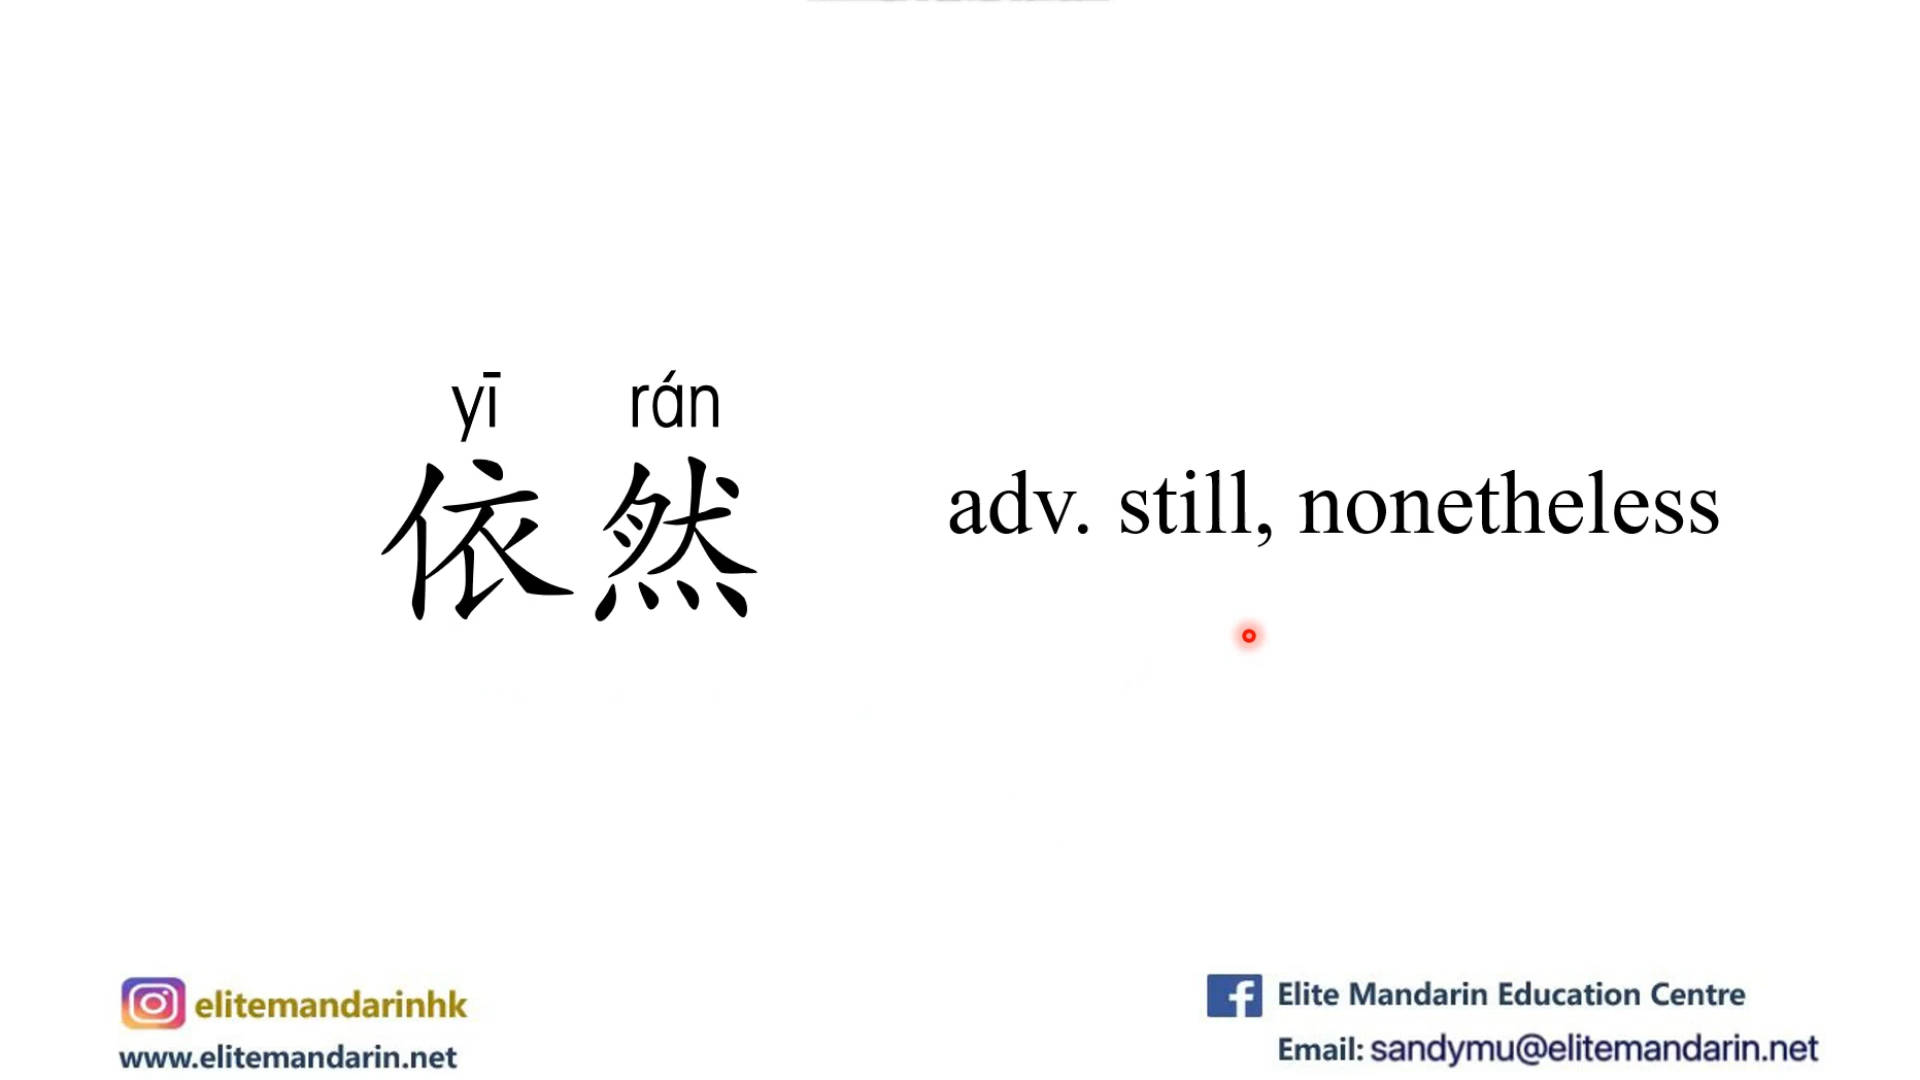 yī rán
依然 adv. still, nonetheless
elitemandarinhk
www.elitemandarin.net
Elite Mandarin Education Centre
Email: sandymu@elitemandarin.net